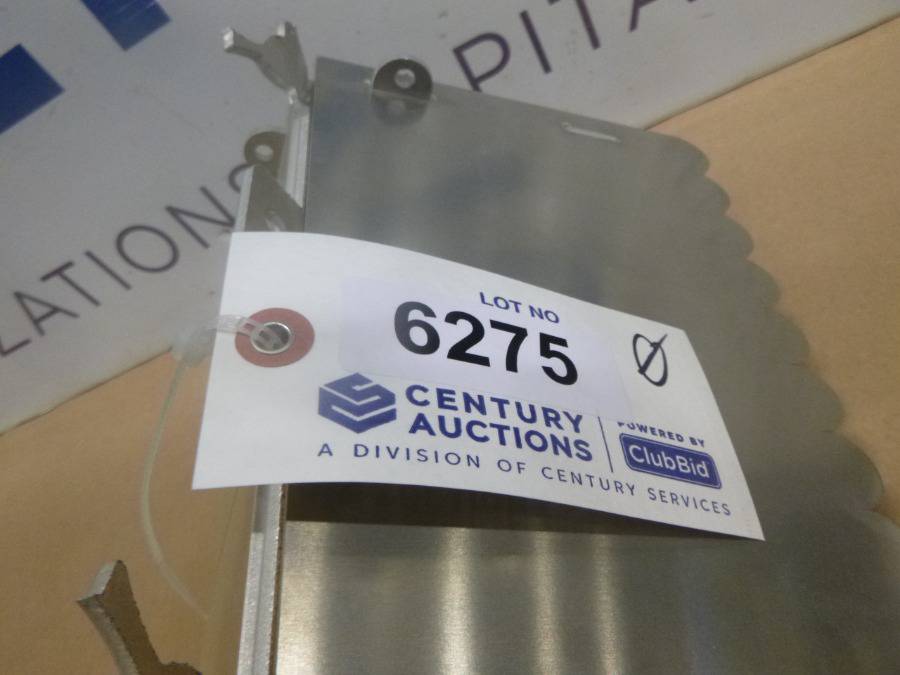 PITA
LATIONS
LOT NO
6275
Ø
CENTURY
AUCTIONS
POWERED BY
ClubBid
A DIVISION OF CENTURY SERVICES